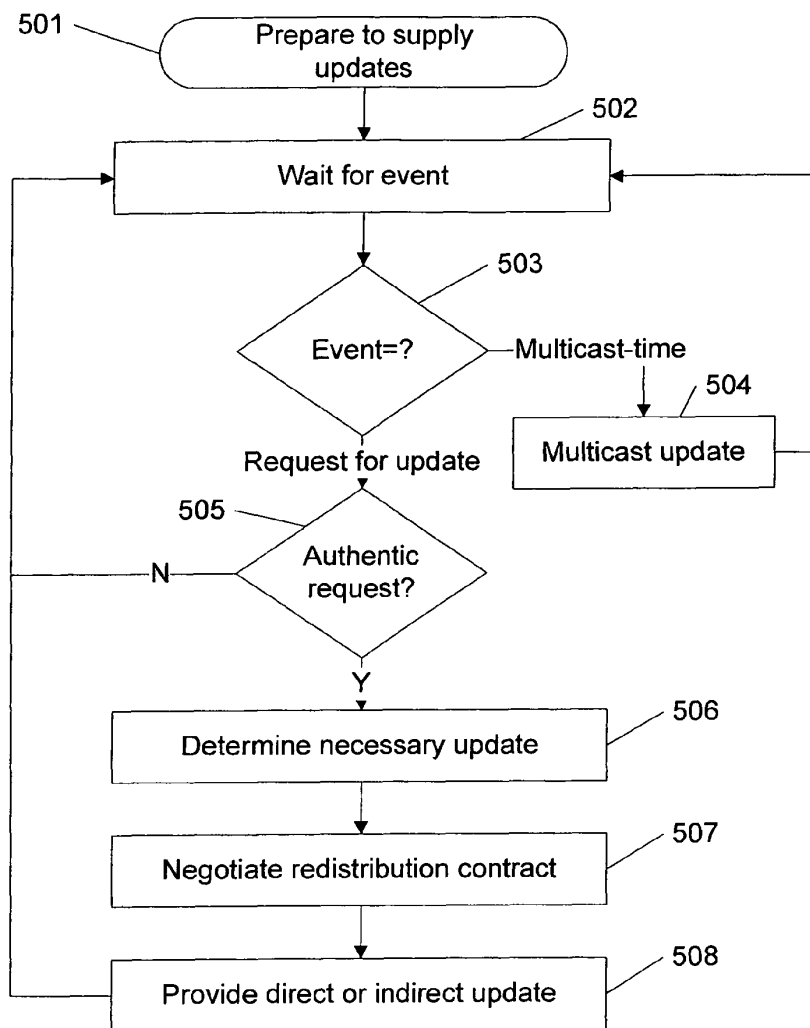 501
Prepare to supply
updates
502
Wait for event
503
Event=?
Multicast-time
504
Multicast update
Request for update
505
Authentic
request?
N
Y
506
Determine necessary update
507
Negotiate redistribution contract
508
Provide direct or indirect update